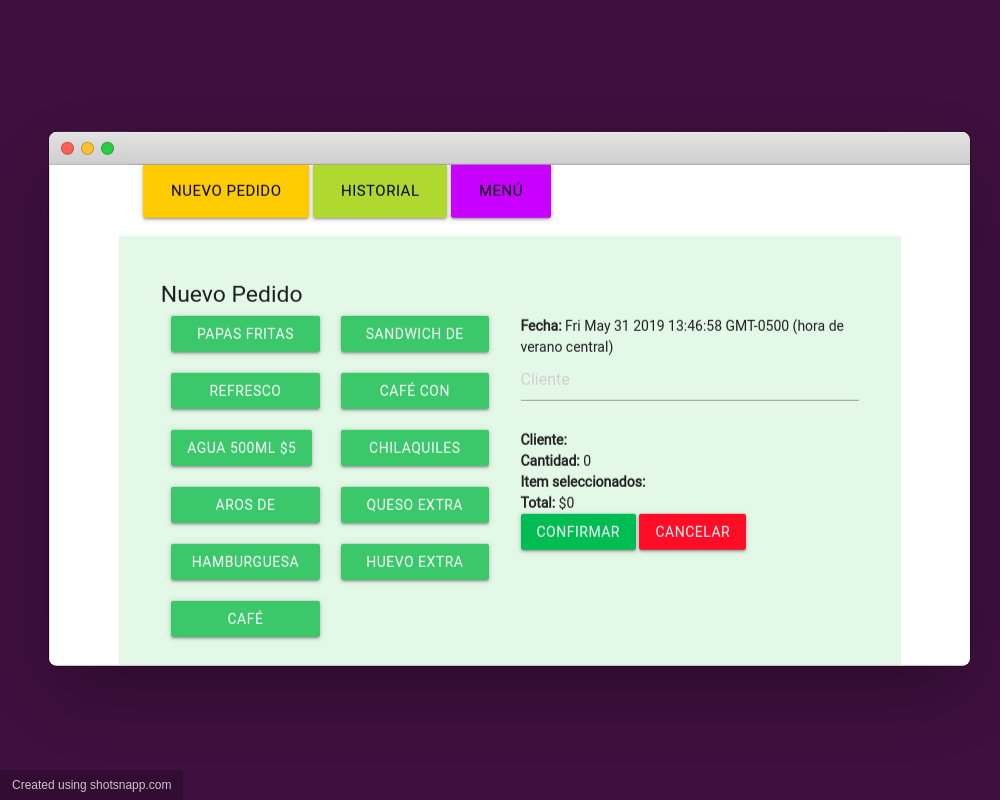 NUEVO PEDIDO
HISTORIAL
MENÚ
Nuevo Pedido
PAPAS FRITAS
SANDWICH DE
REFRESCO
CAFÉ CON
AGUA 500ML $5
CHILAQUILES
AROS DE
QUESO EXTRA
HAMBURGUESA
HUEVO EXTRA
CAFÉ
Fecha: Fri May 31 2019 13:46:58 GMT-0500 (hora de
verano central)
Cliente
Cliente:
Cantidad: 0
Item seleccionados:
Total: $0
CONFIRMAR
CANCELAR
Created using shotsnapp.com